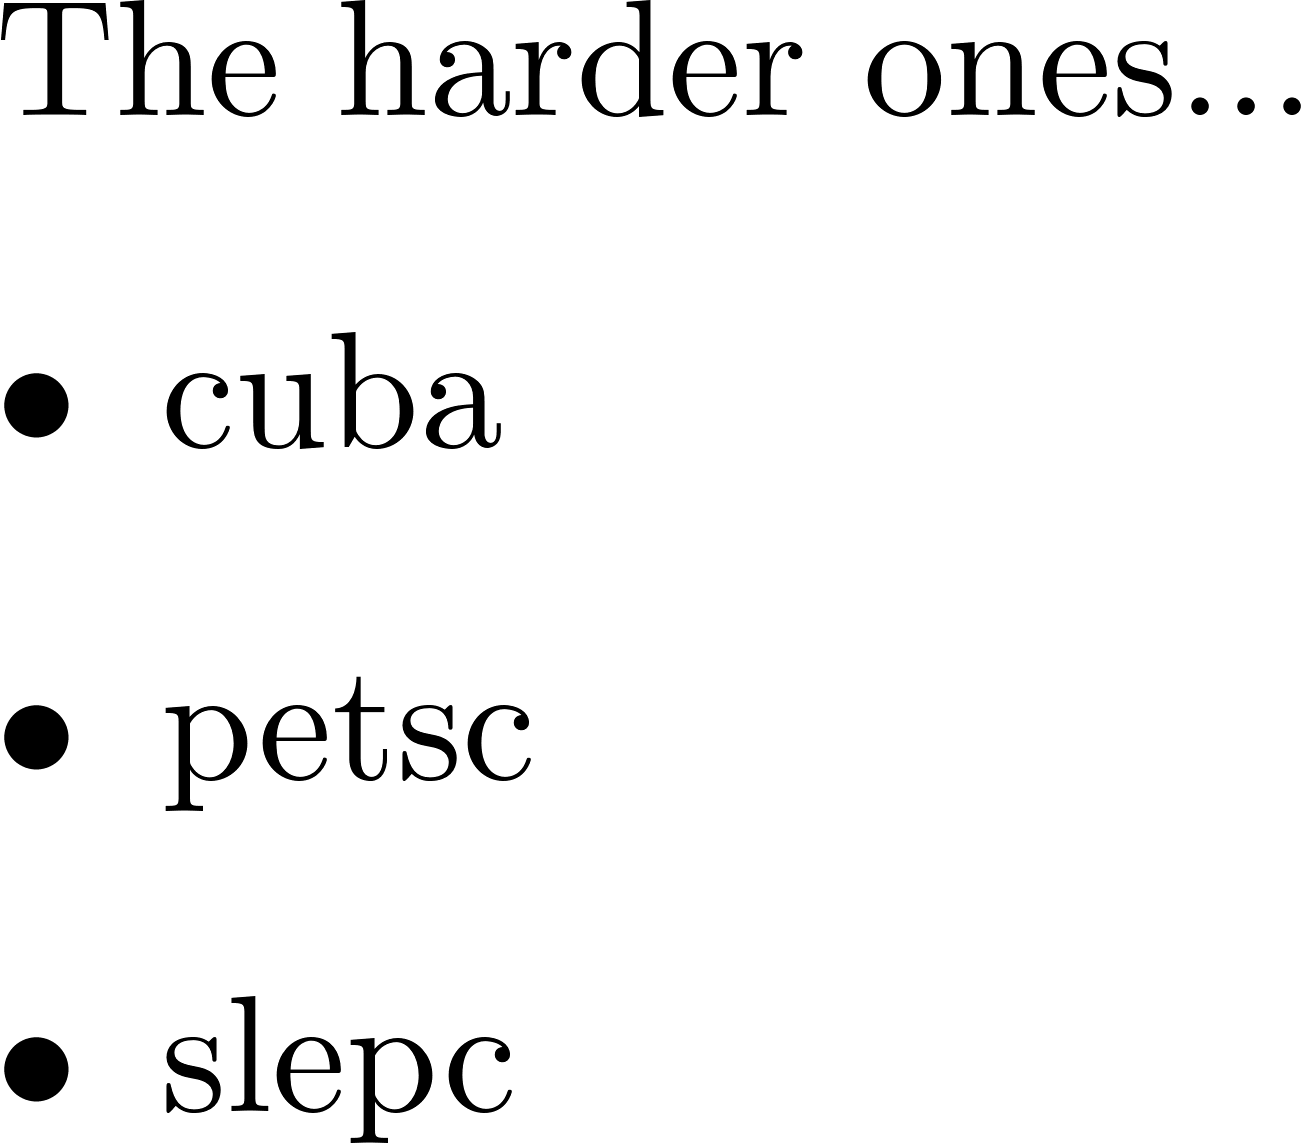 The harder ones...
• cuba
• petsc
• slepc